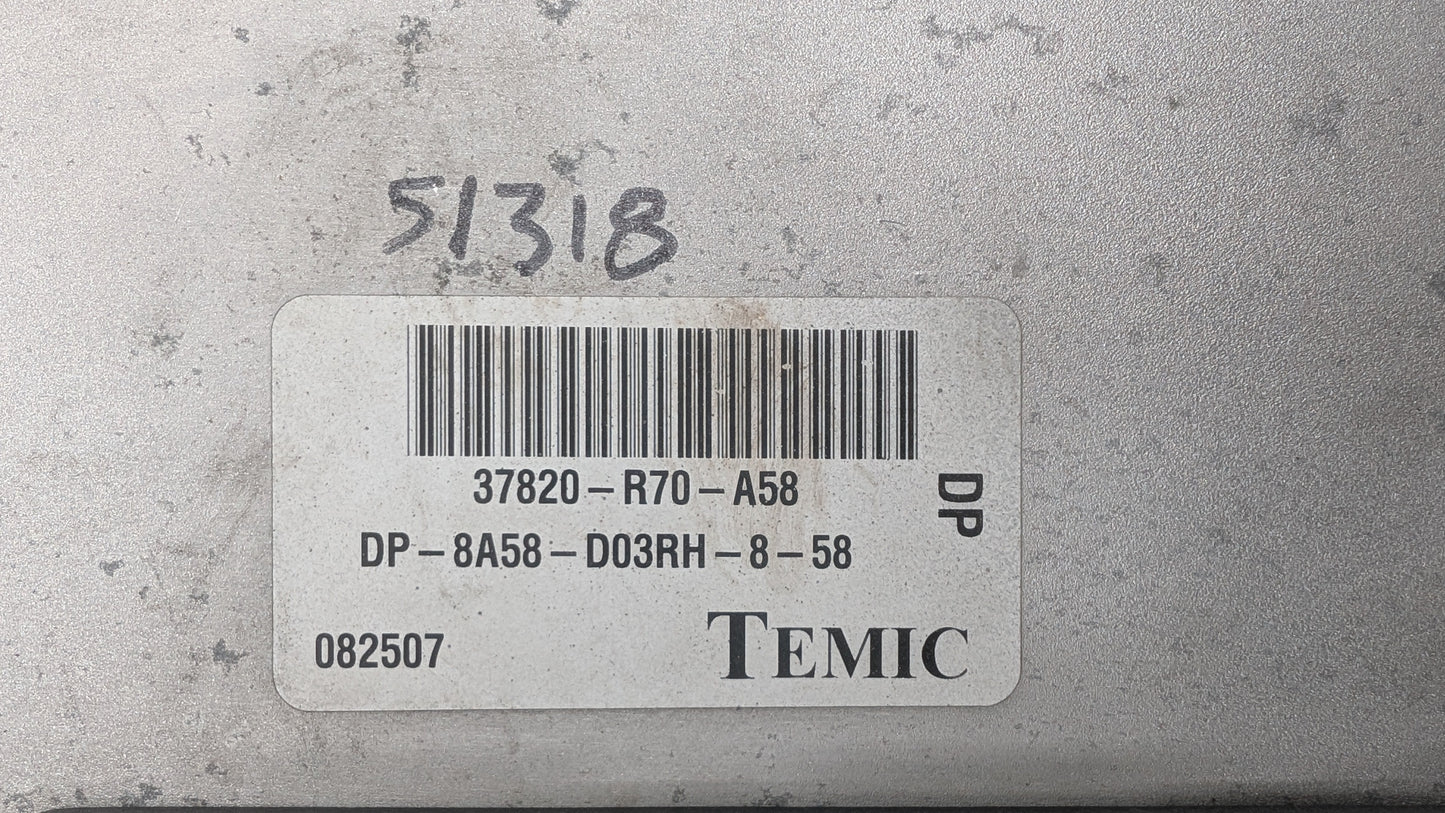 51318
37820-R70-A58
DP-8A58-D03RH-8-58
DP
082507
TEMIC